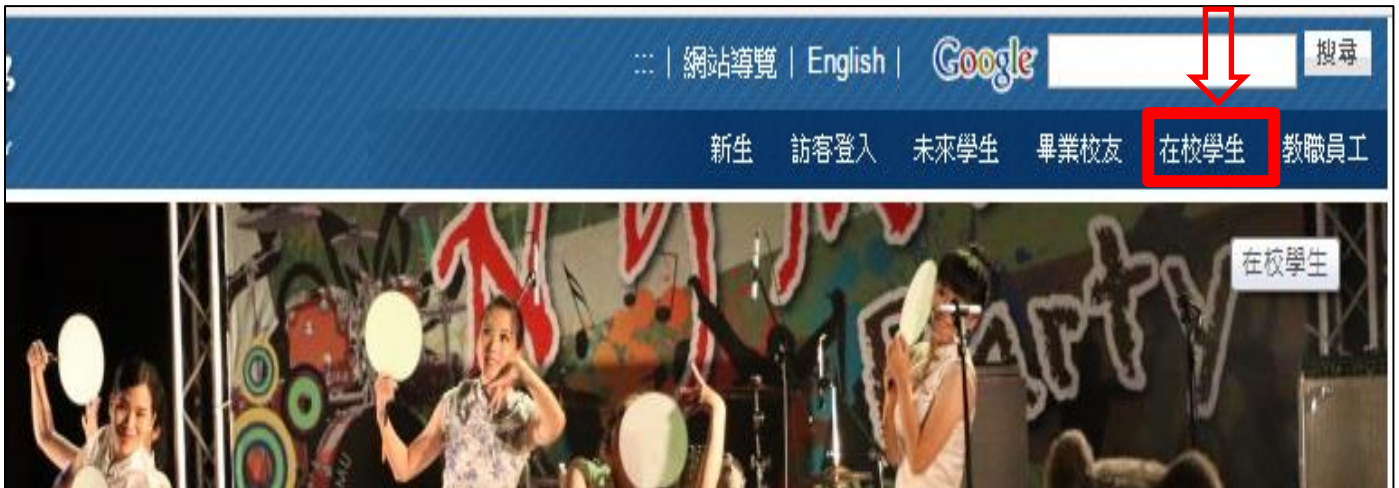 ::: | 網站導覽 | English | Google 搜尋
新生 訪客登入 未來學生 畢業校友 在校學生 教職員工
在校學生
Party